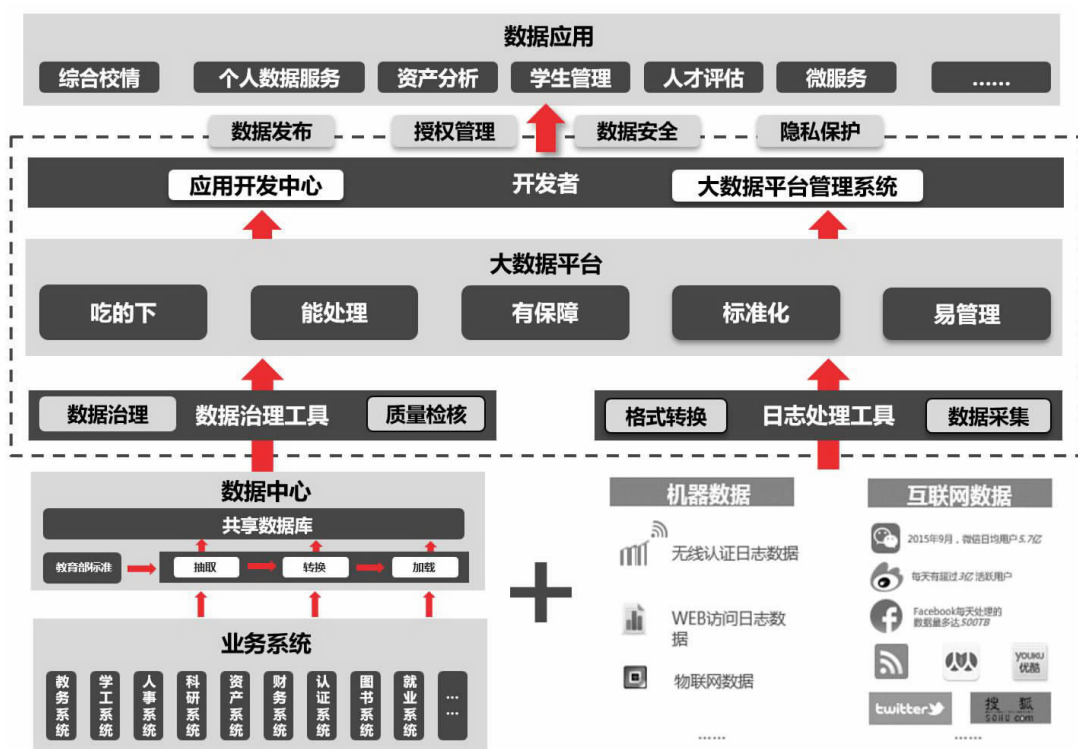 数据应用
综合校情 个人数据服务 资产分析 学生管理 人才评估 微服务 ……
数据发布 授权管理 数据安全 隐私保护
应用开发中心 开发者 大数据平台管理系统
大数据平台
吃的下 能处理 有保障 标准化 易管理
数据治理 数据治理工具 质量检核
格式转换 日志处理工具 数据采集
数据中心
共享数据库
教育部标准 抽取 转换 加载
业务系统
教务系统 学工系统 人事系统 科研系统 资产系统 财务系统 认证系统 图书系统 就业系统 ……
机器数据
无线认证日志数据
WEB访问日志数
据
物联网数据
……
互联网数据
2015年9月，微信日均用户5.7亿
每天有超过3亿活跃用户
Facebook每天处理的
数据最多达500TB
YOUKU
优酷
twitter
搜狐
SOHU.com
……